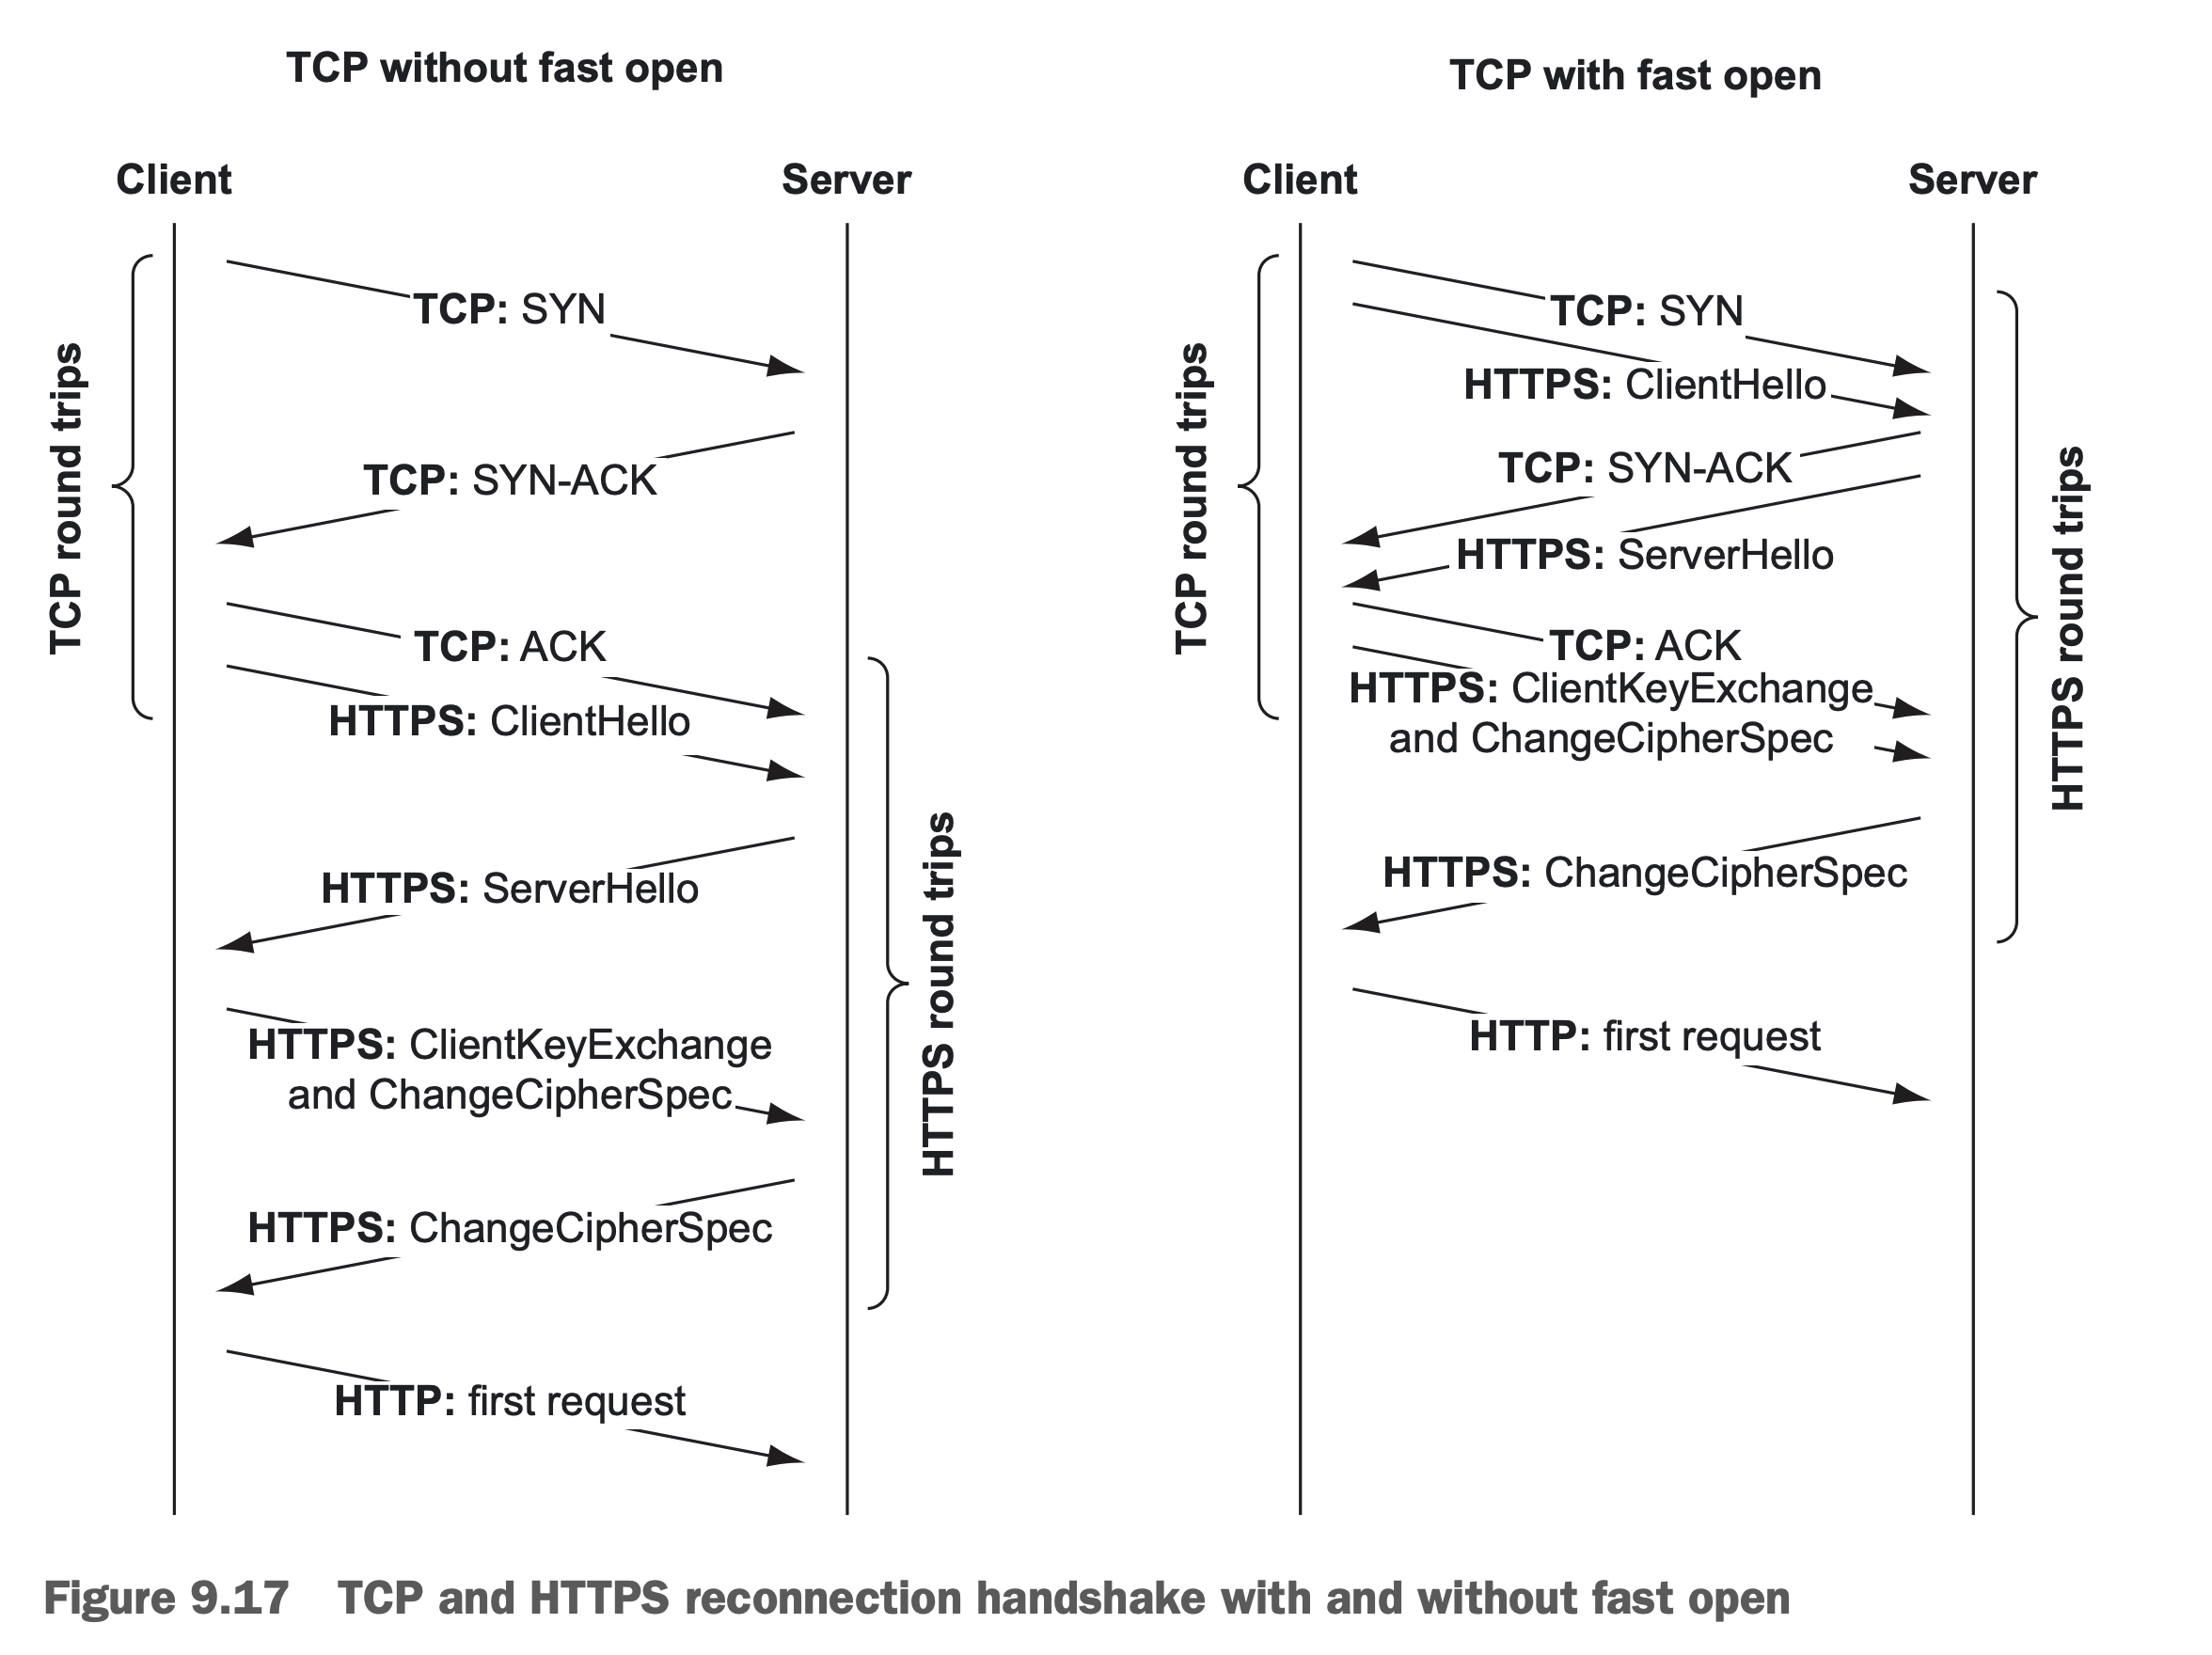 TCP without fast open
Client
Server
TCP round trips
TCP: SYN
TCP: SYN-ACK
TCP: ACK
HTTPS: ClientHello
HTTPS: ServerHello
HTTPS: ClientKeyExchange
and ChangeCipherSpec
HTTPS: ChangeCipherSpec
HTTP: first request
HTTPS round trips
TCP with fast open
Client
Server
TCP round trips
TCP: SYN
HTTPS: ClientHello
TCP: SYN-ACK
HTTPS: ServerHello
TCP: ACK
HTTPS: ClientKeyExchange
and ChangeCipherSpec
HTTPS: ChangeCipherSpec
HTTP: first request
HTTPS round trips
Figure 9.17 TCP and HTTPS reconnection handshake with and without fast open